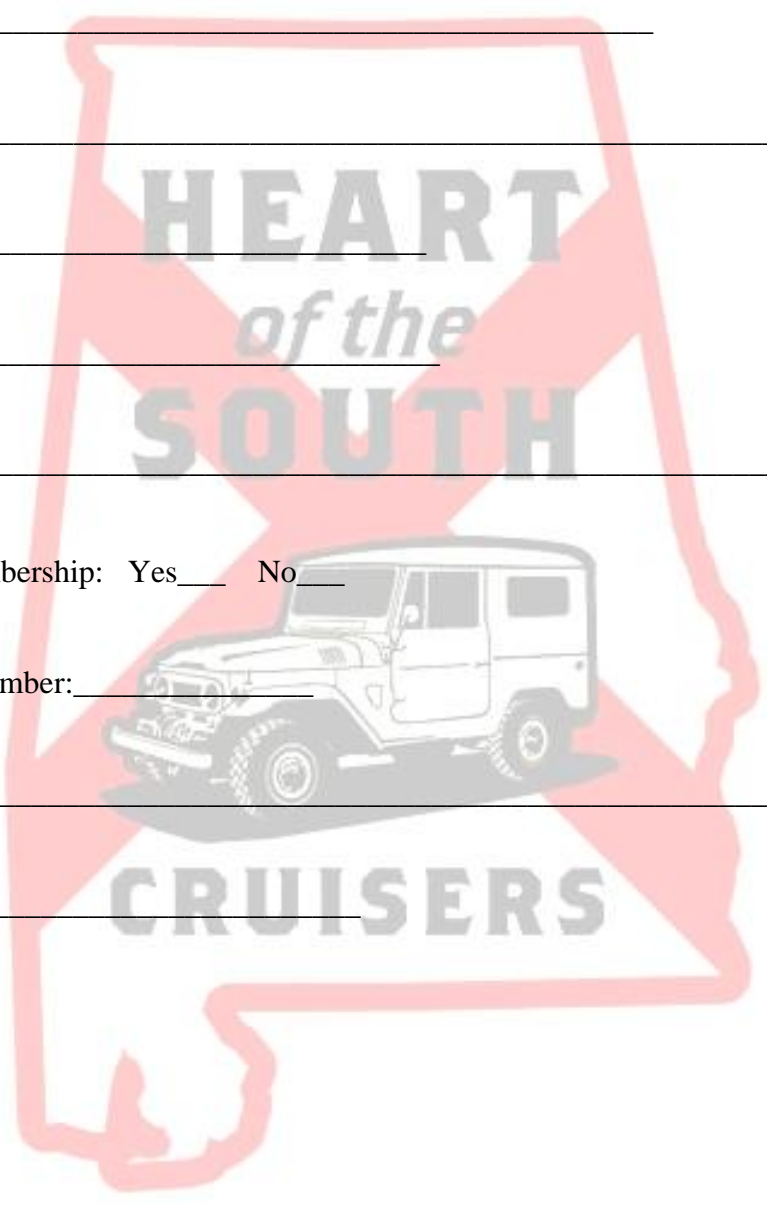 HEART
of the
SOUTH
bership: Yes___ No___
mber:_______________
CRUISERS